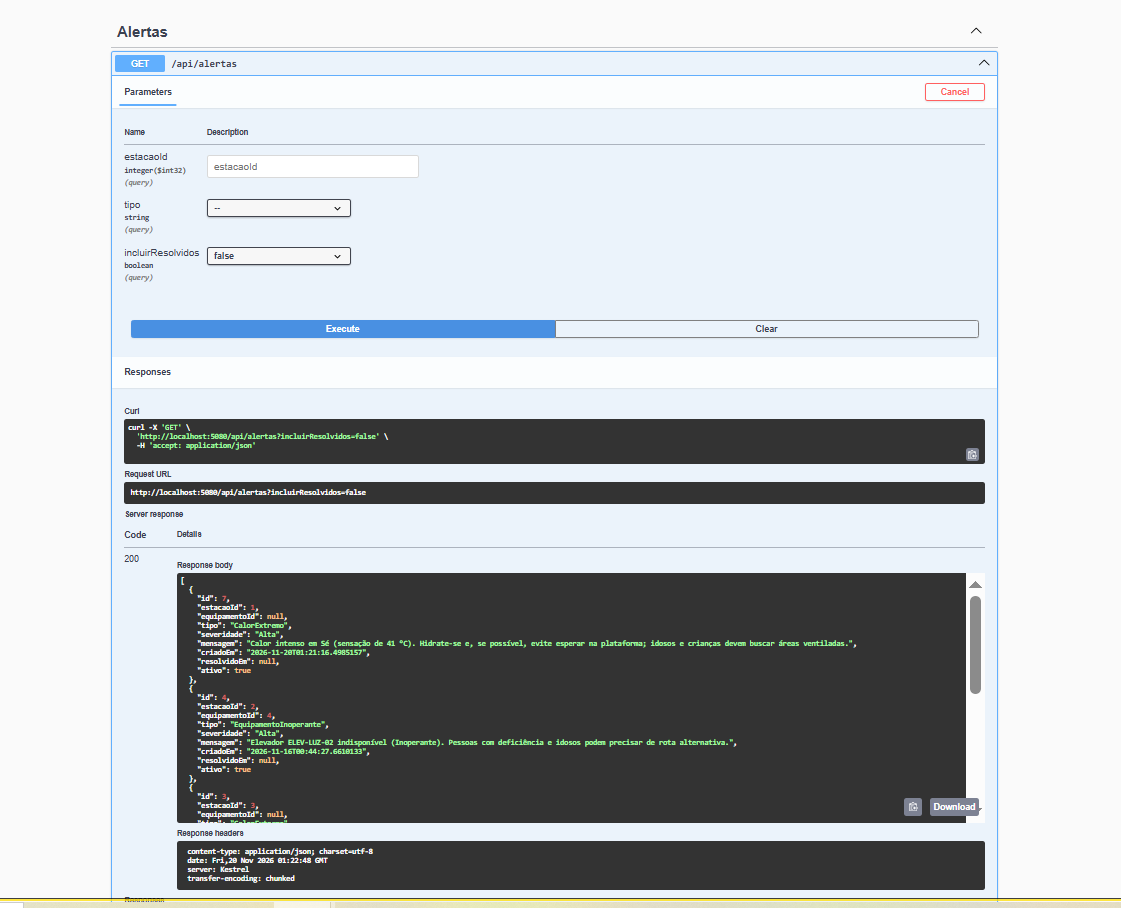 Alertas
GET /api/alertas
Parameters
Cancel
Name Description
estacaoId
integer($int32)
(query)
estacaoId
tipo
string
(query)
--
incluirResolvidos
boolean
(query)
false
Execute Clear
Responses
Curl
curl -X 'GET' \
'http://localhost:5080/api/alertas?incluirResolvidos=false' \
-H 'accept: application/json'
Request URL
http://localhost:5080/api/alertas?incluirResolvidos=false
Server response
Code Details
200
Response body
[
{
"id": 7,
"estacaoId": 1,
"equipamentoId": null,
"tipo": "CalorExtremo",
"severidade": "Alta",
"mensagem": "Calor intenso em Sé (sensação de 41 °C). Hidrate-se e, se possível, evite esperar na plataforma; idosos e crianças devem buscar áreas ventiladas.",
"criadoEm": "2026-11-20T01:21:16.4985157",
"resolvidoEm": null,
"ativo": true
},
{
"id": 4,
"estacaoId": 2,
"equipamentoId": 4,
"tipo": "EquipamentoInoperante",
"severidade": "Alta",
"mensagem": "Elevador ELEV-LUZ-02 indisponível (Inoperante). Pessoas com deficiência e idosos podem precisar de rota alternativa.",
"criadoEm": "2026-11-16T00:44:27.6610133",
"resolvidoEm": null,
"ativo": true
},
{
"id": 3,
"estacaoId": 3,
"equipamentoId": null,
"tipo": "CalorExtremo",
Download
Response headers
content-type: application/json; charset=utf-8
date: Fri,20 Nov 2026 01:22:48 GMT
server: Kestrel
transfer-encoding: chunked
Responses